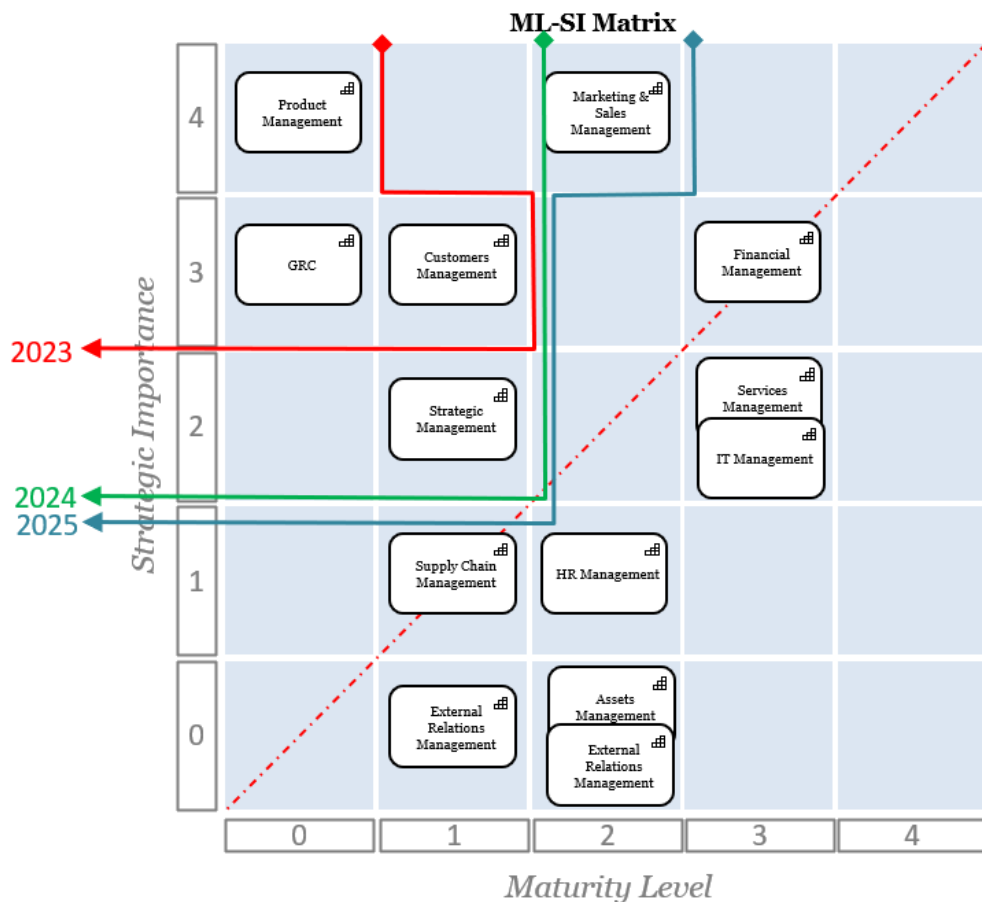 ML-SI Matrix
4
Product
Management
Marketing &
Sales
Management
3
GRC
Customers
Management
Financial
Management
2023
Strategic Importance
2
Strategic
Management
Services
Management
IT Management
2024
2025
1
Supply Chain
Management
HR Management
0
External
Relations
Management
Assets
Management
External
Relations
Management
0
1
2
3
4
Maturity Level